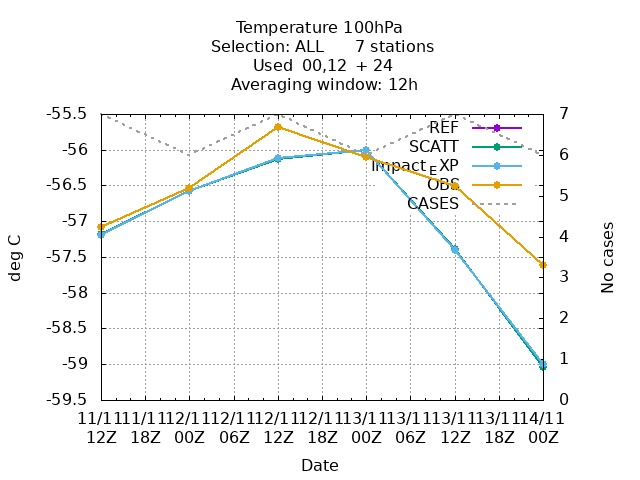 Temperature 100hPa
Selection: ALL 7 stations
Used 00,12 + 24
Averaging window: 12h
-55.5
-56
-56.5
-57
-57.5
-58
-58.5
-59
-59.5
deg C
7
6
5
4
3
2
1
0
No cases
REF
SCATT
Impact_EXP
OBS
CASES
11/11 11/11 12/11 12/11 12/11 12/11 13/11 13/11 13/11 13/11 14/11
12Z 18Z 00Z 06Z 12Z 18Z 00Z 06Z 12Z 18Z 00Z
Date